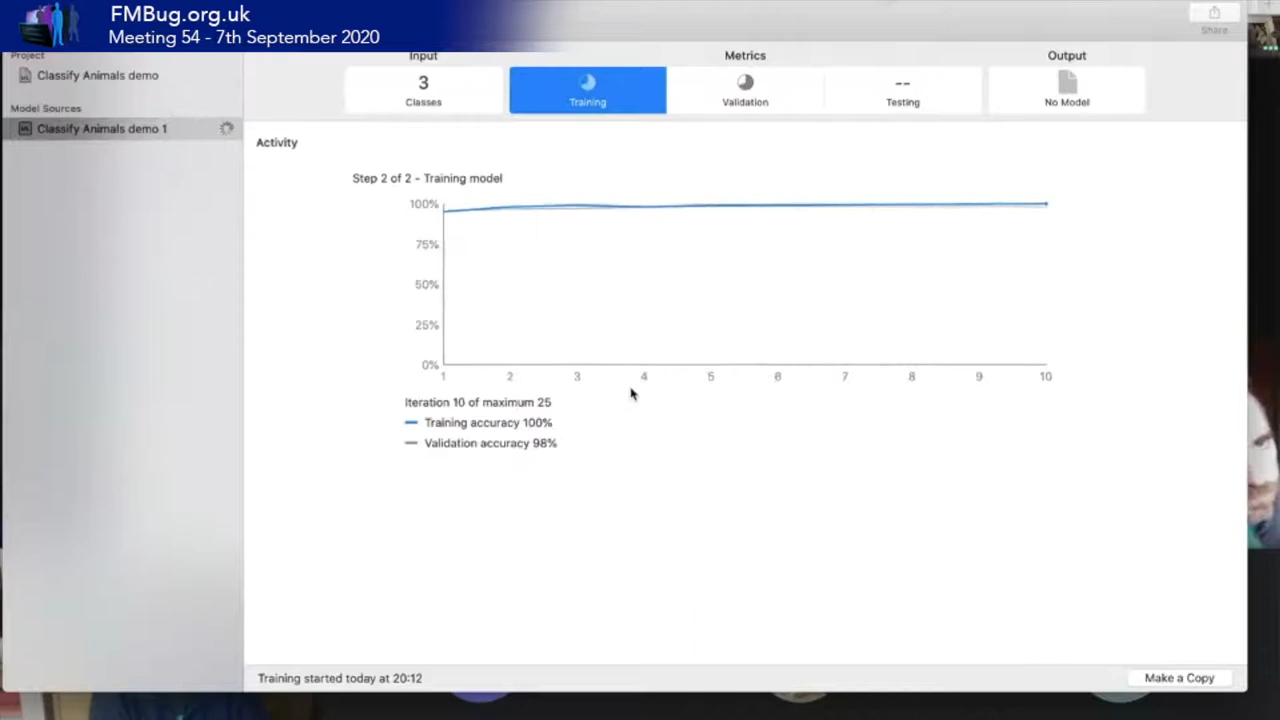 FMBug.org.uk
Meeting 54 - 7th September 2020
Share
Project
Classify Animals demo
Model Sources
Classify Animals demo 1
Input
Metrics
Output
3
Classes
Training
Validation
--
Testing
No Model
Activity
Step 2 of 2 - Training model
100%
75%
50%
25%
0%
1 2 3 4 5 6 7 8 9 10
Iteration 10 of maximum 25
Training accuracy 100%
Validation accuracy 98%
Training started today at 20:12
Make a Copy